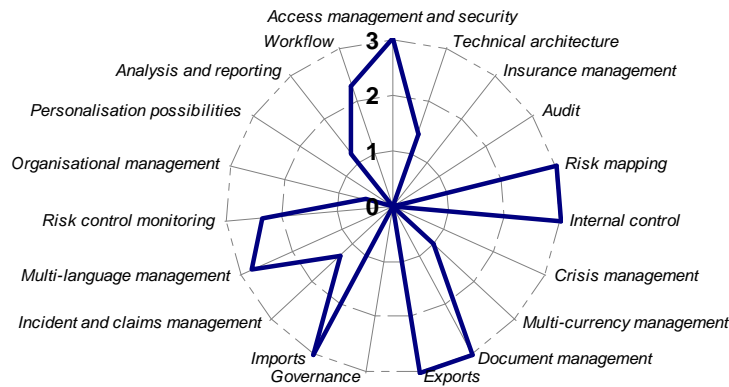 Access management and security
Workflow
3
Technical architecture
Analysis and reporting
Insurance management
2
Personalisation possibilities
Audit
1
Organisational management
Risk mapping
0
Risk control monitoring
Internal control
Multi-language management
Crisis management
Incident and claims management
Multi-currency management
Imports
Document management
Governance
Exports